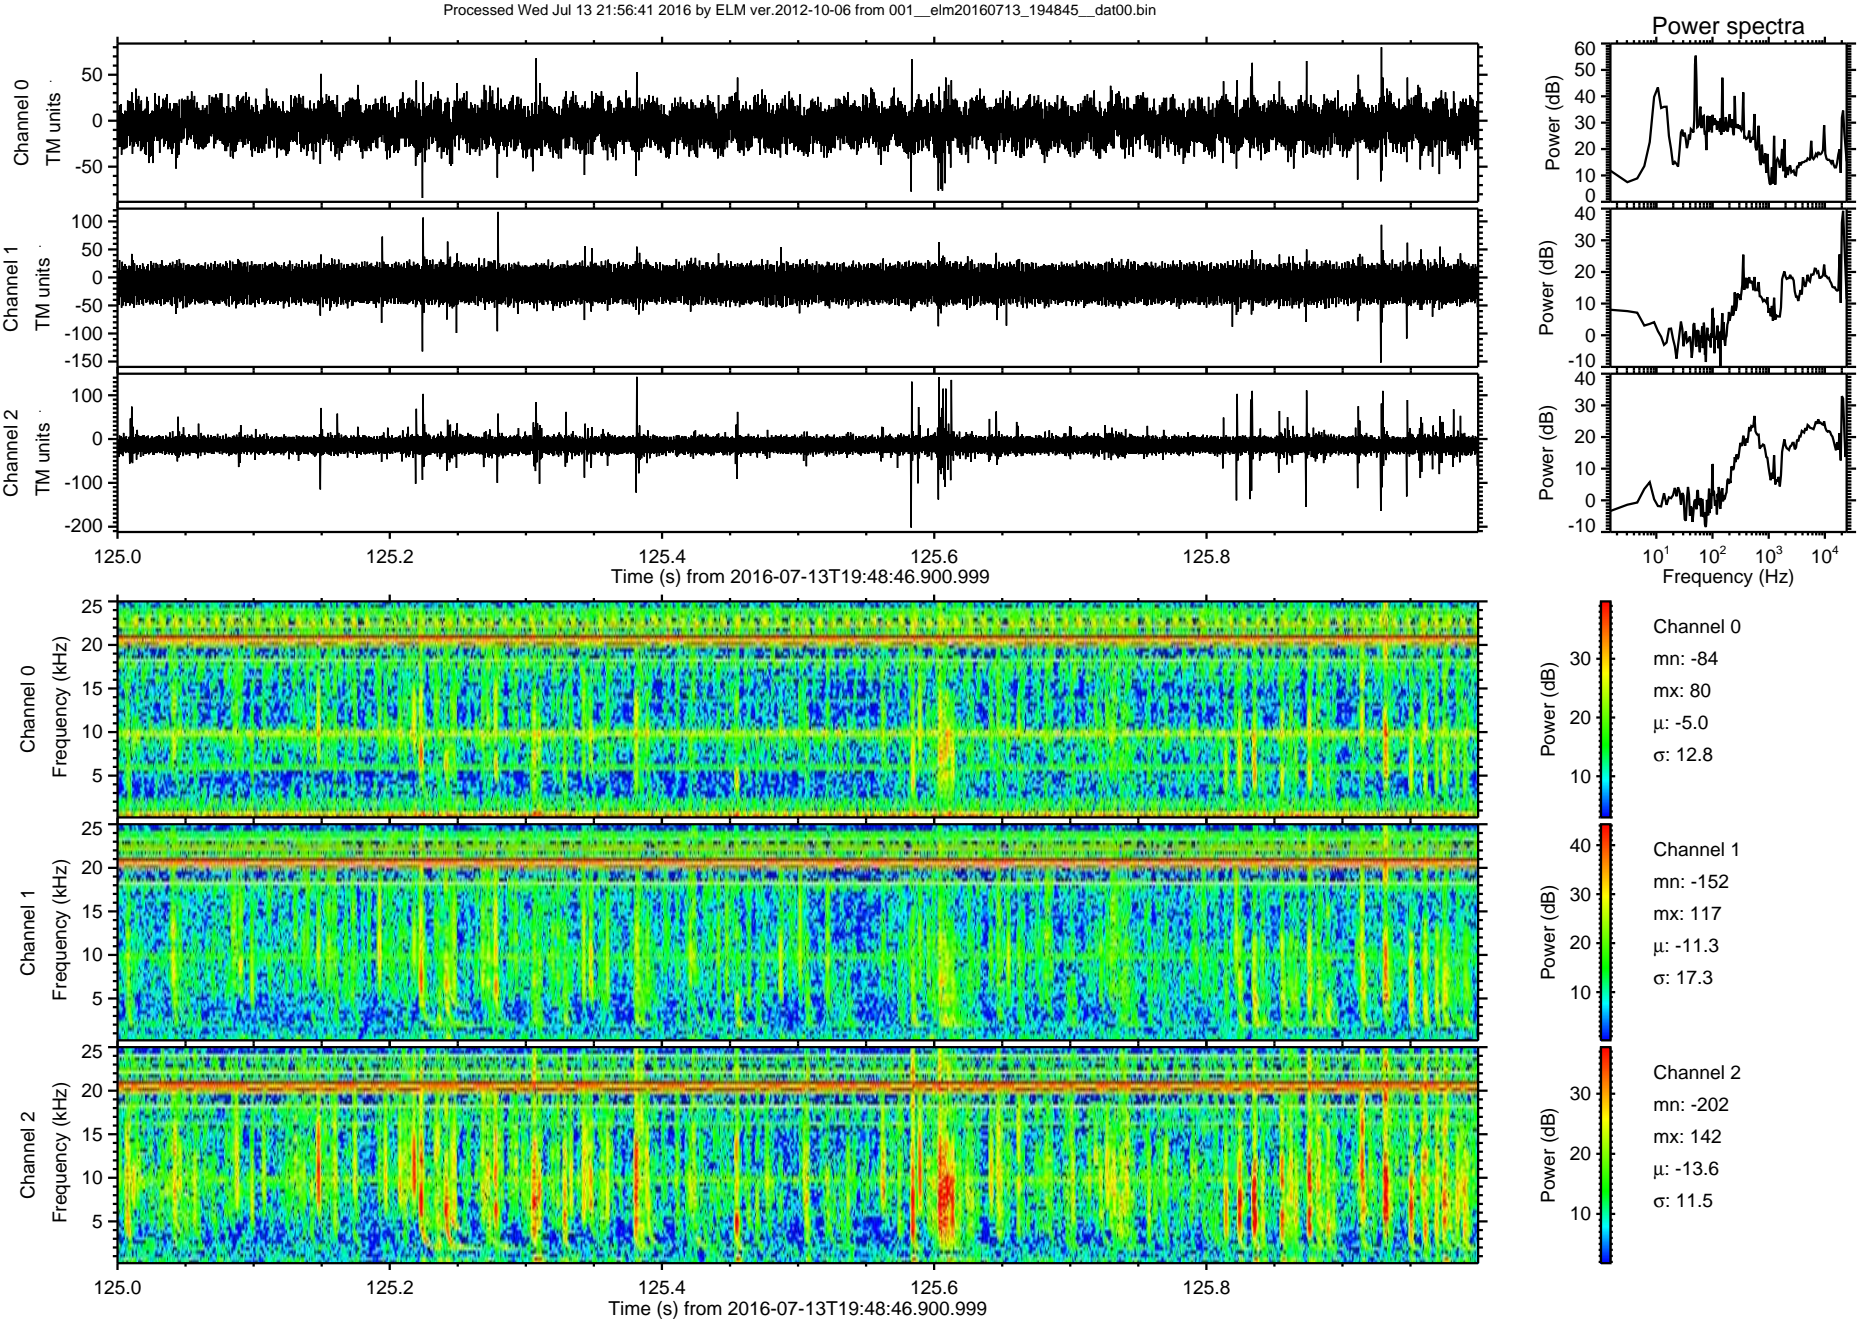 Processed Wed Jul 13 21:56:41 2016 by ELM ver.2012-10-06 from 001__elm20160713_194845__dat00.bin
Power spectra
Channel 0
TM units
50
0
-50
Power (dB)
60
50
40
30
20
10
0
Channel 1
TM units
100
50
0
-50
-100
-150
Power (dB)
40
30
20
10
0
-10
Channel 2
TM units
100
0
-100
-200
Power (dB)
40
30
20
10
0
-10
125.0 125.2 125.4 125.6 125.8
Time (s) from 2016-07-13T19:48:46.900.999
10^1 10^2 10^3 10^4
Frequency (Hz)
Channel 0
Frequency (kHz)
25
20
15
10
5
Power (dB)
30
20
10
Channel 0
mn: -84
mx: 80
μ: -5.0
σ: 12.8
Channel 1
Frequency (kHz)
25
20
15
10
5
Power (dB)
40
30
20
10
Channel 1
mn: -152
mx: 117
μ: -11.3
σ: 17.3
Channel 2
Frequency (kHz)
25
20
15
10
5
Power (dB)
30
20
10
Channel 2
mn: -202
mx: 142
μ: -13.6
σ: 11.5
125.0 125.2 125.4 125.6 125.8
Time (s) from 2016-07-13T19:48:46.900.999